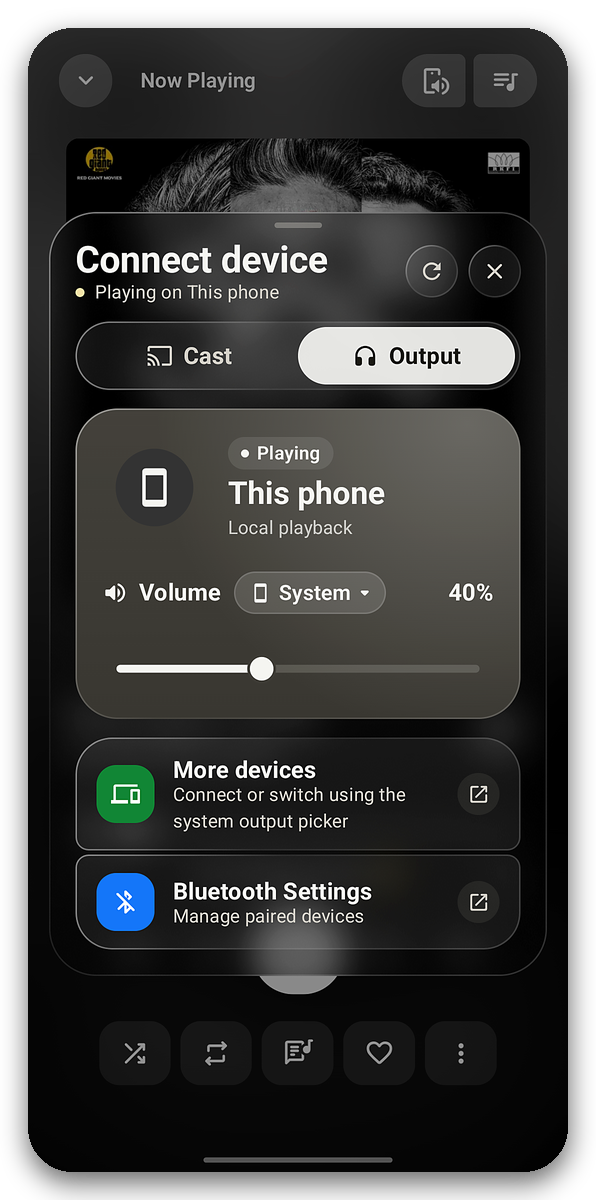 Now Playing
RED GIANT MOVIES
Connect device
Playing on This phone
Cast
Output
Playing
This phone
Local playback
Volume
System
40%
More devices
Connect or switch using the
system output picker
Bluetooth Settings
Manage paired devices